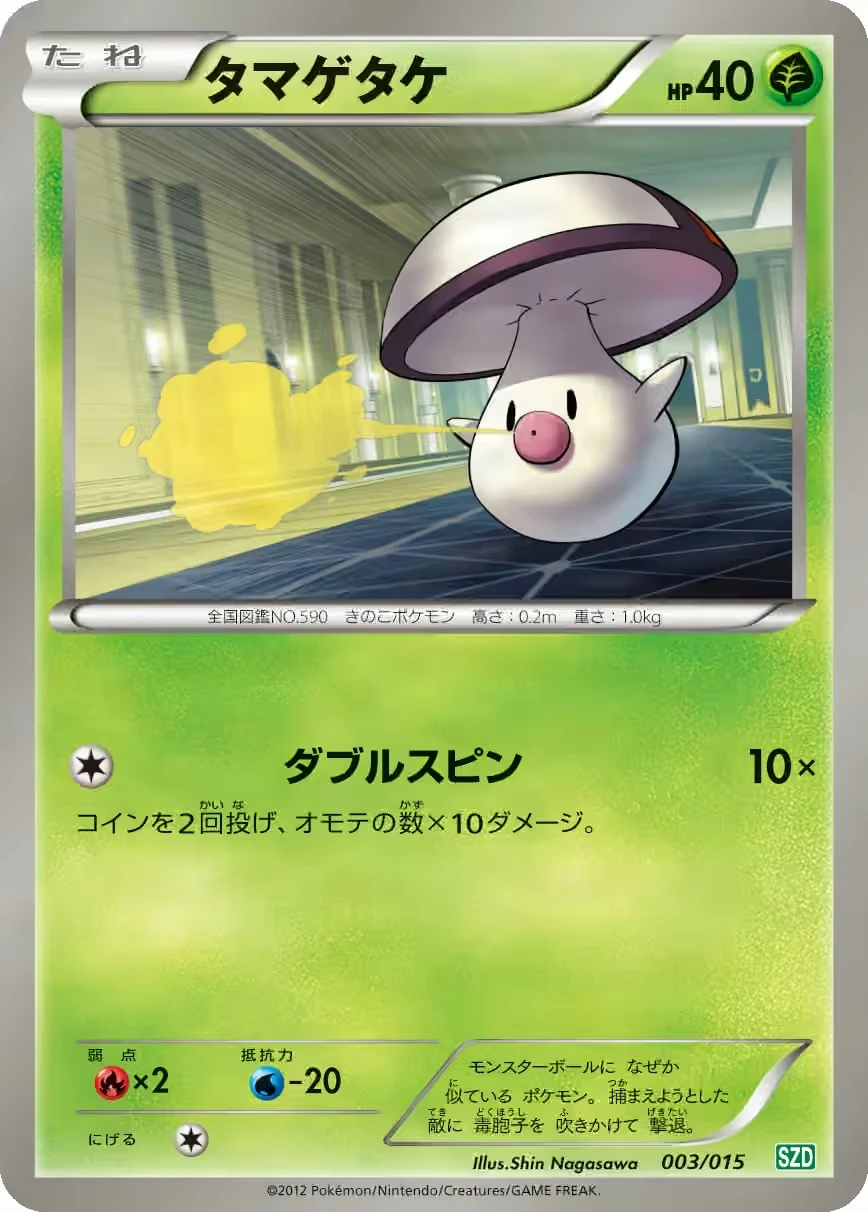 たね タマゲタケ HP40
全国図鑑NO.590 きのこポケモン 高さ：0.2m 重さ：1.0kg
ダブルスピン 10×
コインを2回投げ、オモテの数×10ダメージ。
弱点 抵抗力
×2 -20
にげる
モンスターボールに なぜか
似ている ポケモン。捕まえようとした
敵に 毒胞子を 吹きかけて 撃退。
Illus.Shin Nagasawa 003/015 SZD
©2012 Pokémon/Nintendo/Creatures/GAME FREAK.